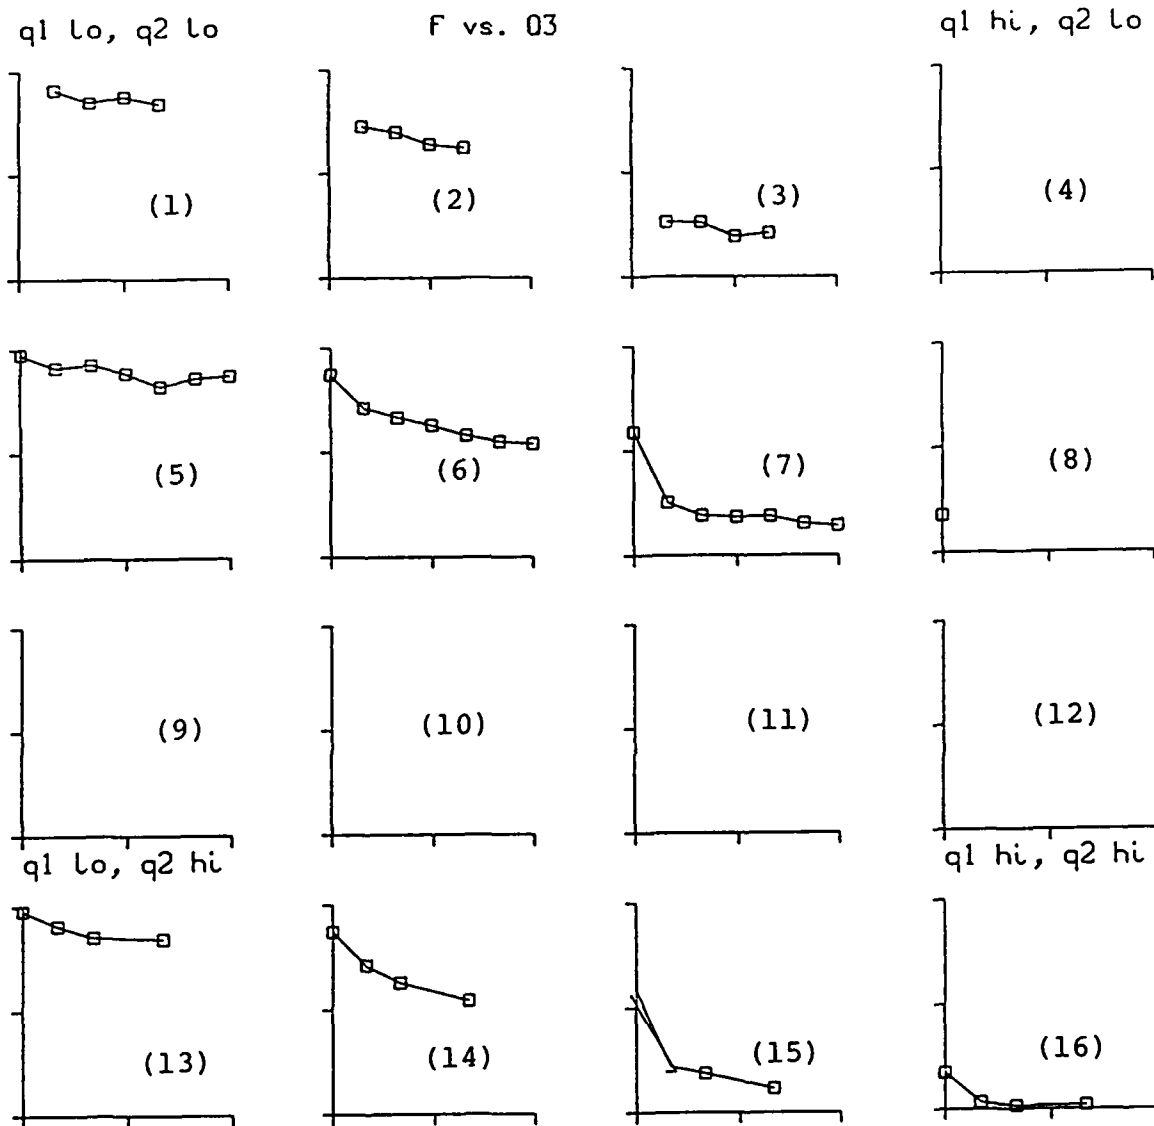 q1 lo, q2 lo F vs. O3 q1 hi, q2 lo
(1) (2) (3) (4)
(5) (6) (7) (8)
(9) (10) (11) (12)
q1 lo, q2 hi q1 hi, q2 hi
(13) (14) (15) (16)